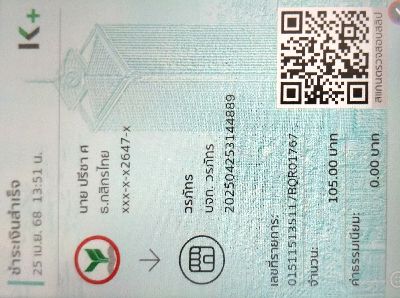 ชำระเงินสำเร็จ
25 เม.ย. 68 13:51 น.
K+
นาย ปรีชา ศ
ธ.กสิกรไทย
xxx-x-x2647-x
วรภัทร
บจก. วรภัทร
202504253144889
เลขที่รายการ:
015115135117BQR01767
จำนวน:
105.00 บาท
ค่าธรรมเนียม:
0.00 บาท
สแกนตรวจสอบสลิป